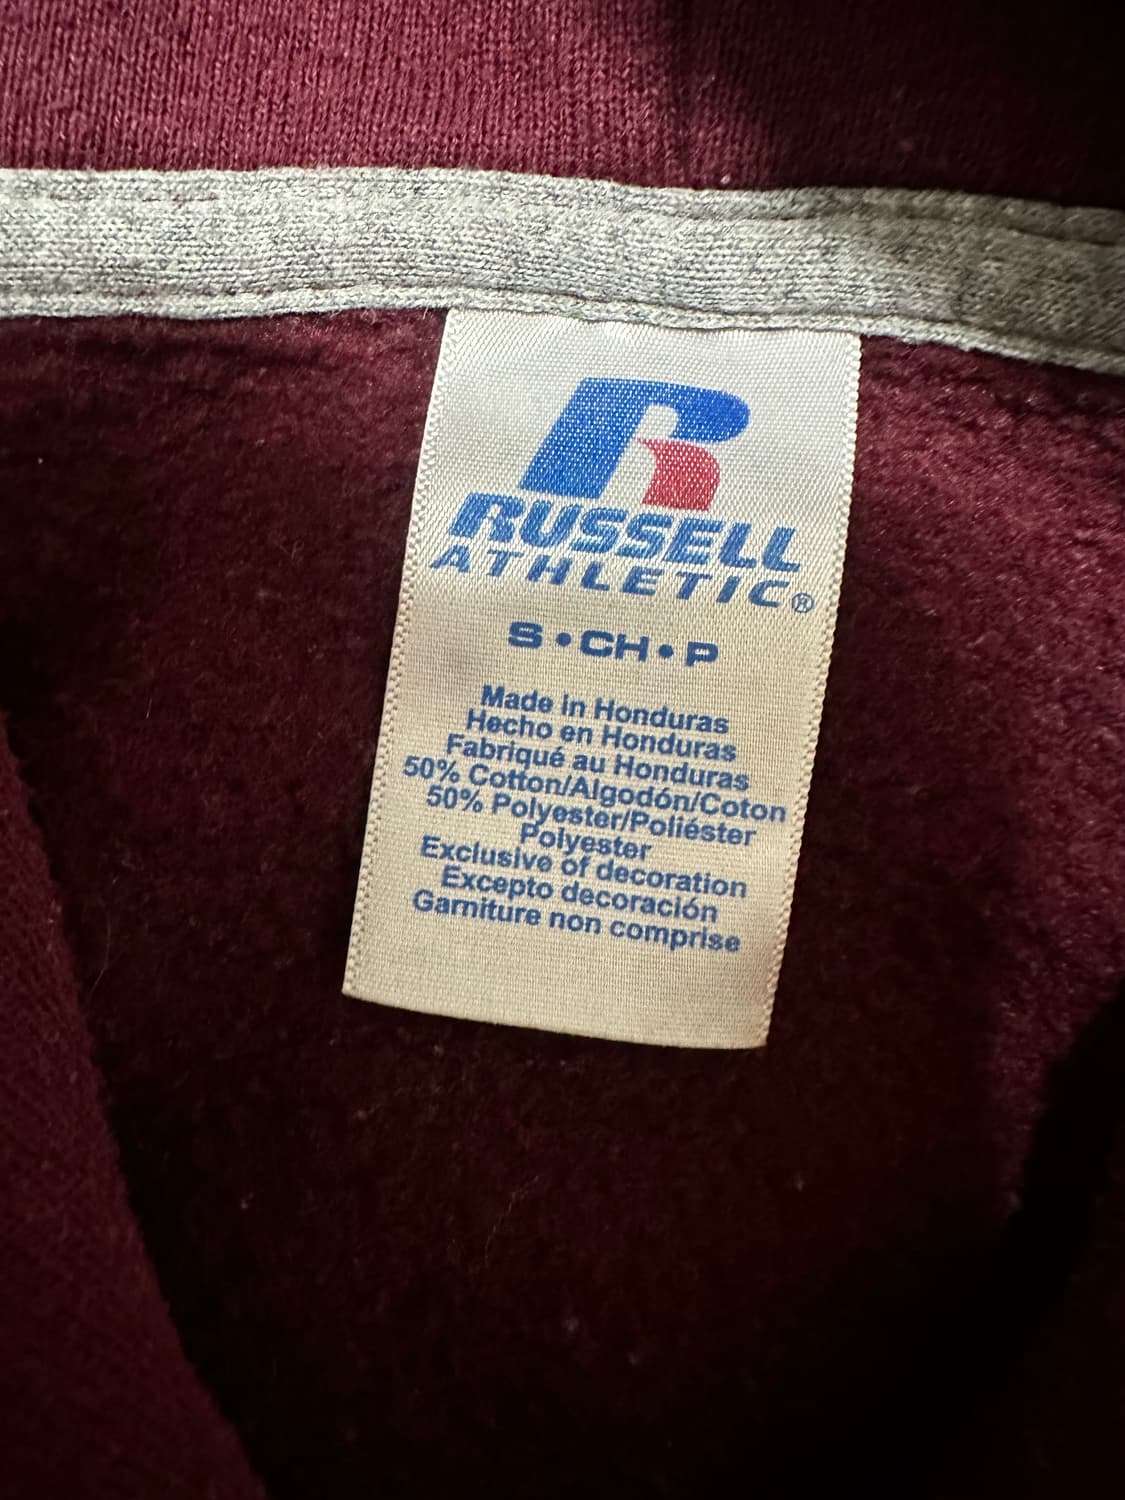 R
RUSSELL
ATHLETIC®
S•CH•P
Made in Honduras
Hecho en Honduras
Fabriqué au Honduras
50% Cotton/Algodón/Coton
50% Polyester/Poliéster
Polyester
Exclusive of decoration
Excepto decoración
Garniture non comprise